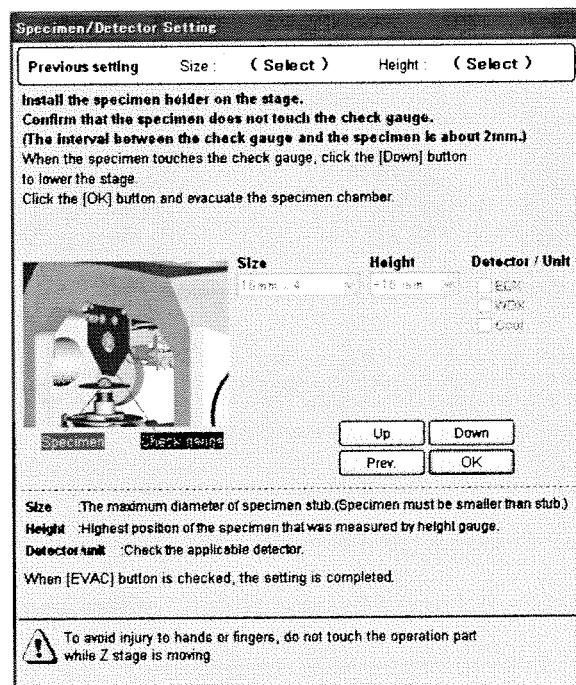 Specimen/Detector Setting
Previous setting Size : ( Select ) Height : ( Select )
Install the specimen holder on the stage.
Confirm that the specimen does not touch the check gauge.
(The interval between the check gauge and the specimen is about 2mm.)
When the specimen touches the check gauge, click the [Down] button
to lower the stage.
Click the [OK] button and evacuate the specimen chamber.
Size Height Detector / Unit
WDX
Cool
Specimen Check gauge
Up Down
Prev. OK
Size :The maximum diameter of specimen stub.(Specimen must be smaller than stub.)
Height :Highest position of the specimen that was measured by height gauge.
Detector/unit :Check the applicable detector.
When [EVAC] button is checked, the setting is completed.
To avoid injury to hands or fingers, do not touch the operation part
while Z stage is moving